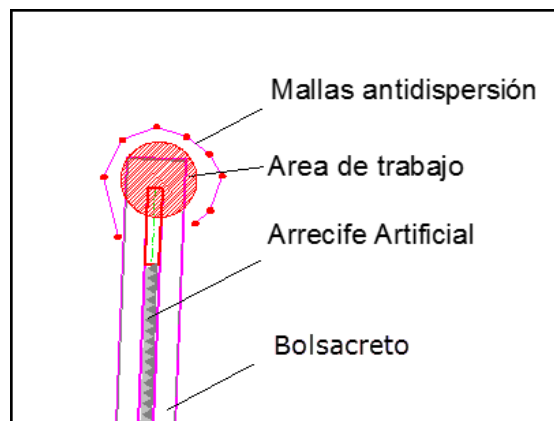 Mallas antidispersión
Area de trabajo
Arrecife Artificial
Bolsacreto